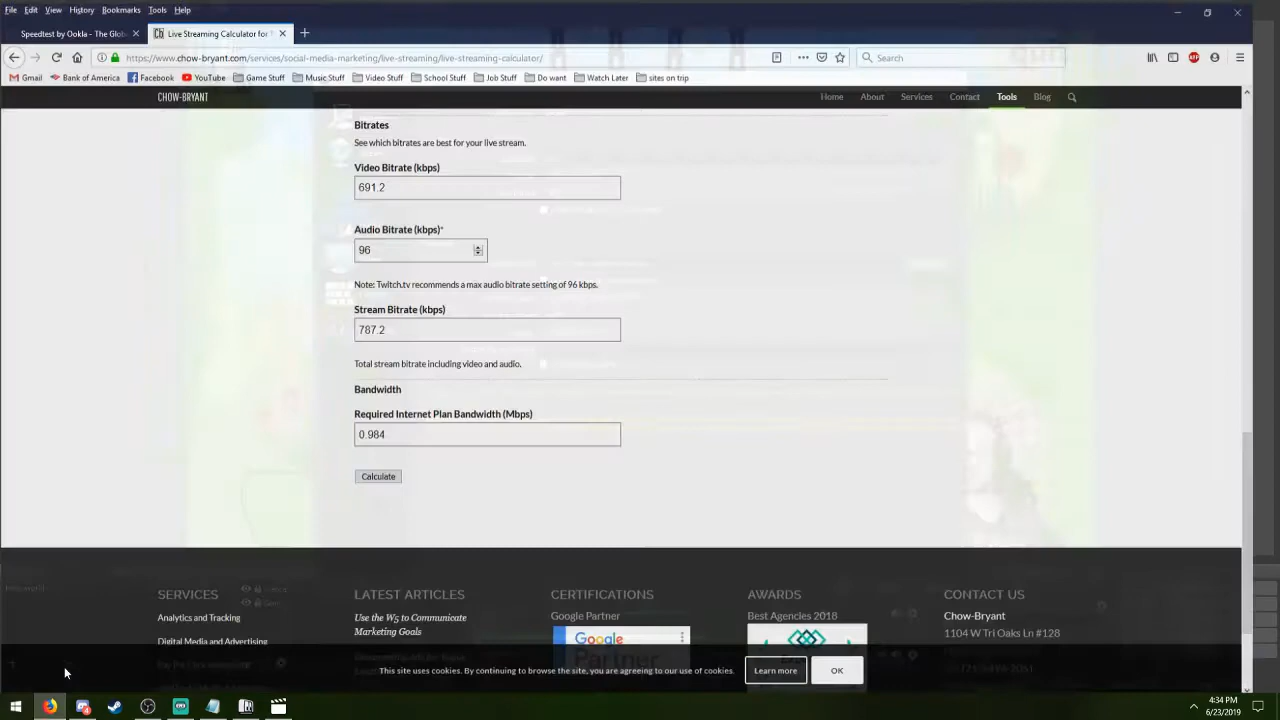 File Edit View History Bookmarks Tools Help
Speedtest by Ookla - The Glob
Live Streaming Calculator for T
https://www.chow-bryant.com/services/social-media-marketing/live-streaming/live-streaming-calculator/
Search
Gmail Bank of America Facebook YouTube Game Stuff Music Stuff Video Stuff School Stuff Job Stuff Do want Watch Later sites on trip
CHOW-BRYANT Home About Services Contact Tools Blog
Bitrates
See which bitrates are best for your live stream.
Video Bitrate (kbps)
691.2
Audio Bitrate (kbps)*
96
Note: Twitch.tv recommends a max audio bitrate setting of 96 kbps.
Stream Bitrate (kbps)
787.2
Total stream bitrate including video and audio.
Bandwidth
Required Internet Plan Bandwidth (Mbps)
0.984
Calculate
SERVICES
Analytics and Tracking
Digital Media and Advertising
LATEST ARTICLES
Use the W5 to Communicate
Marketing Goals
CERTIFICATIONS
Google Partner
Google
Partner
AWARDS
Best Agencies 2018
CONTACT US
Chow-Bryant
1104 W Tri Oaks Ln #128
This site uses cookies. By continuing to browse the site, you are agreeing to our use of cookies.
Learn more
OK
4:34 PM
6/23/2019